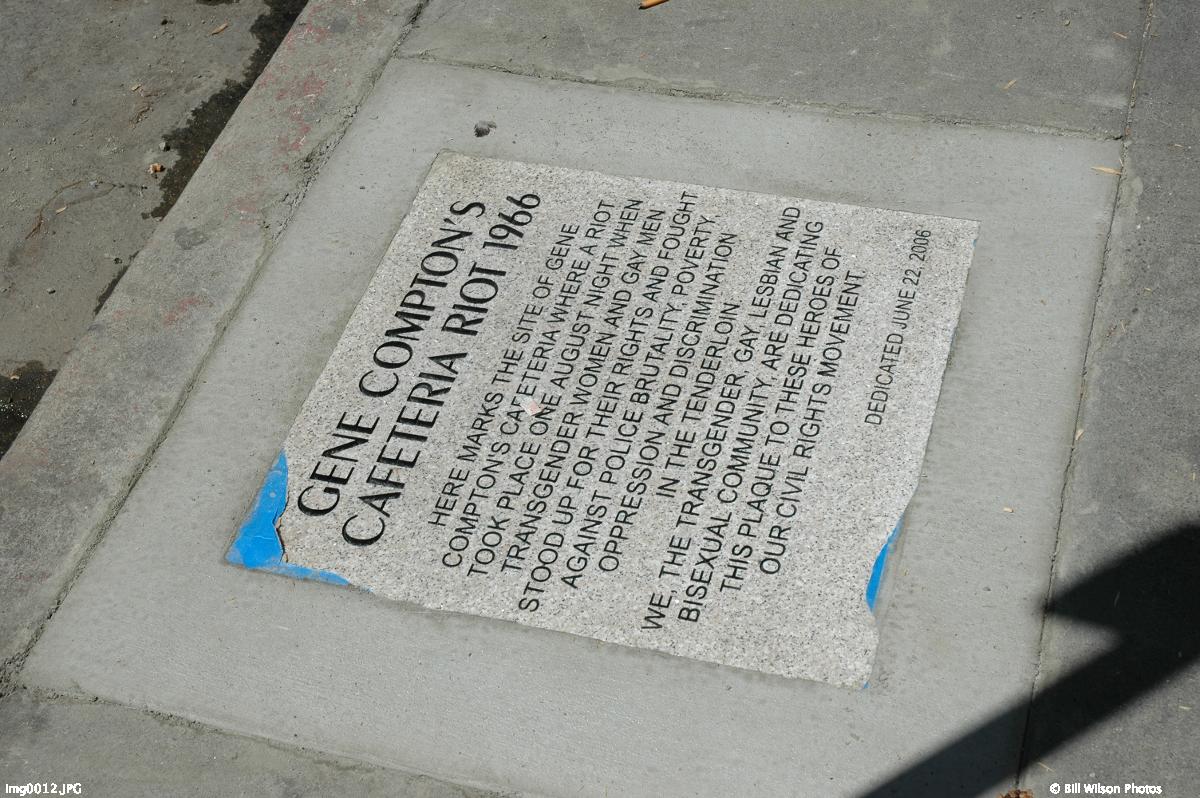 GENE COMPTON'S
CAFETERIA RIOT 1966
HERE MARKS THE SITE OF GENE
COMPTON'S CAFETERIA WHERE A RIOT
TOOK PLACE ONE AUGUST NIGHT WHEN
TRANSGENDER WOMEN AND GAY MEN
STOOD UP FOR THEIR RIGHTS AND FOUGHT
AGAINST POLICE BRUTALITY, POVERTY,
OPPRESSION AND DISCRIMINATION
IN THE TENDERLOIN.
WE, THE TRANSGENDER, GAY, LESBIAN AND
BISEXUAL COMMUNITY, ARE DEDICATING
THIS PLAQUE TO THESE HEROES OF
OUR CIVIL RIGHTS MOVEMENT.
DEDICATED JUNE 22, 2006
Img0012.JPG
© Bill Wilson Photos